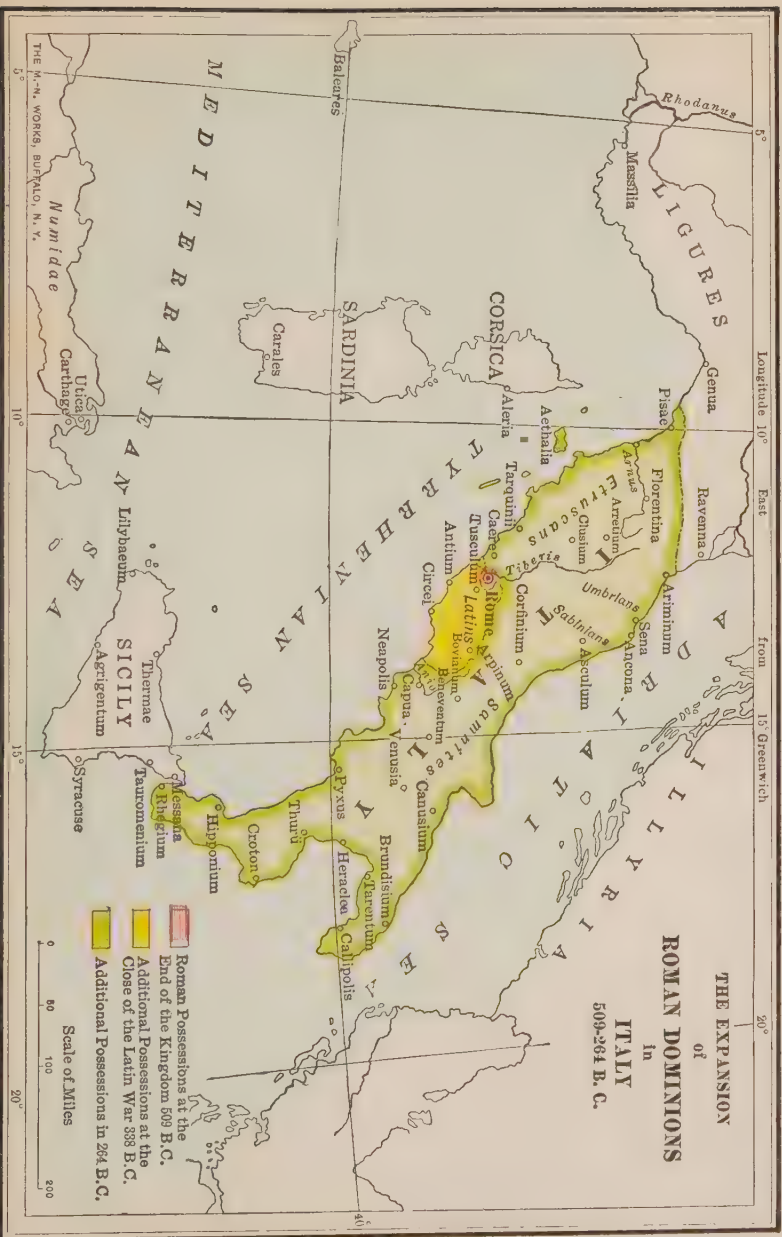 THE EXPANSION
of
ROMAN DOMINIONS
in
ITALY
509-264 B. C.
Roman Possessions at the
End of the Kingdom 509 B.C.
Additional Possessions at the
Close of the Latin War 338 B.C.
Additional Possessions in 264 B.C.
Scale of Miles
0 50 100 200
5°
Longitude 10° East from 15° Greenwich
20°
Rhodanus
Massilia
LIGURES
Genua
Pisae
Ravenna
Florentina
Arnus
Arretium
Etruscans
Clusium
Ariminum
Sena
Ancona
Umbrians
Sabinians
Asculum
ADRIATIC SEA
ILLYRIA
ITALY
CORSICA
Aleria
Aethalia
Tarquinii
Caere
Tiberis
Rome
Tusculum
Latins
Corfinium
Arpinum
Antium
Circei
Bovianum
Samnites
Beneventum
Neapolis
Capua
Venusia
Canusium
Baleares
SARDINIA
Carales
TYRRHENIAN SEA
Pyxus
Brundisium
Tarentum
Heraclea
Callipolis
Thurii
Croton
Hipponium
40°
MEDITERRANEAN SEA
Messana
Rhegium
Tauromenium
Thermae
SICILY
Lilybaeum
Agrigentum
Syracuse
Numidae
Utica
Carthage
5°
10°
15°
20°
THE M.-N. WORKS, BUFFALO, N. Y.